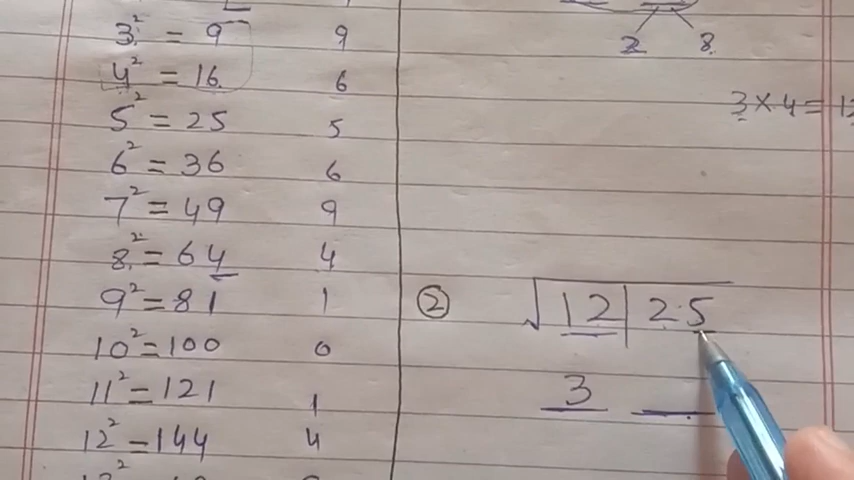 3² = 9 9
4² = 16 6
5² = 25 5
6² = 36 6
7² = 49 9
8² = 64 4
9² = 81 1
10² = 100 0
11² = 121 1
12² = 144 4
2 8
3 × 4 =
② √12|25
3